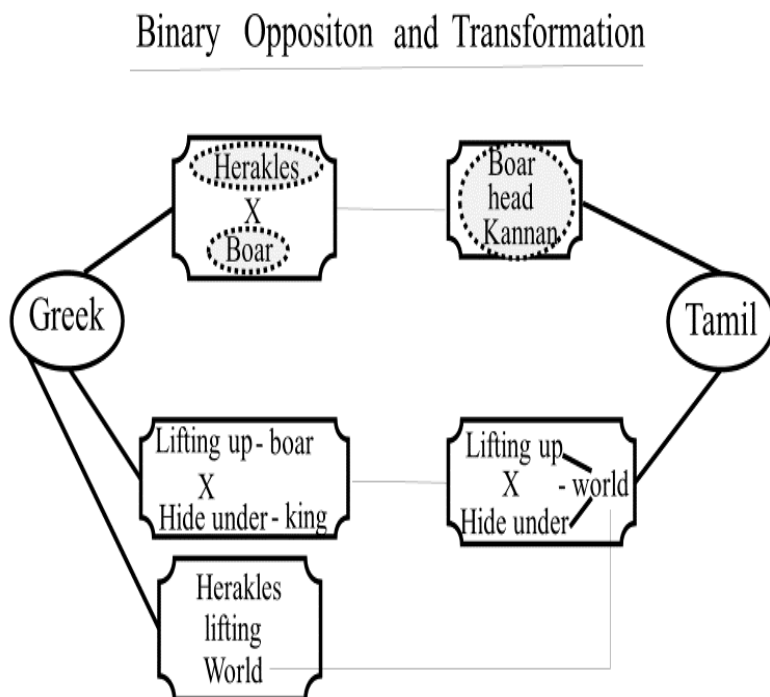 Binary Oppositon and Transformation
Herakles
X
Boar
Boar
head
Kannan
Greek
Tamil
Lifting up - boar
X
Hide under - king
Lifting up
X - world
Hide under
Herakles
lifting
World